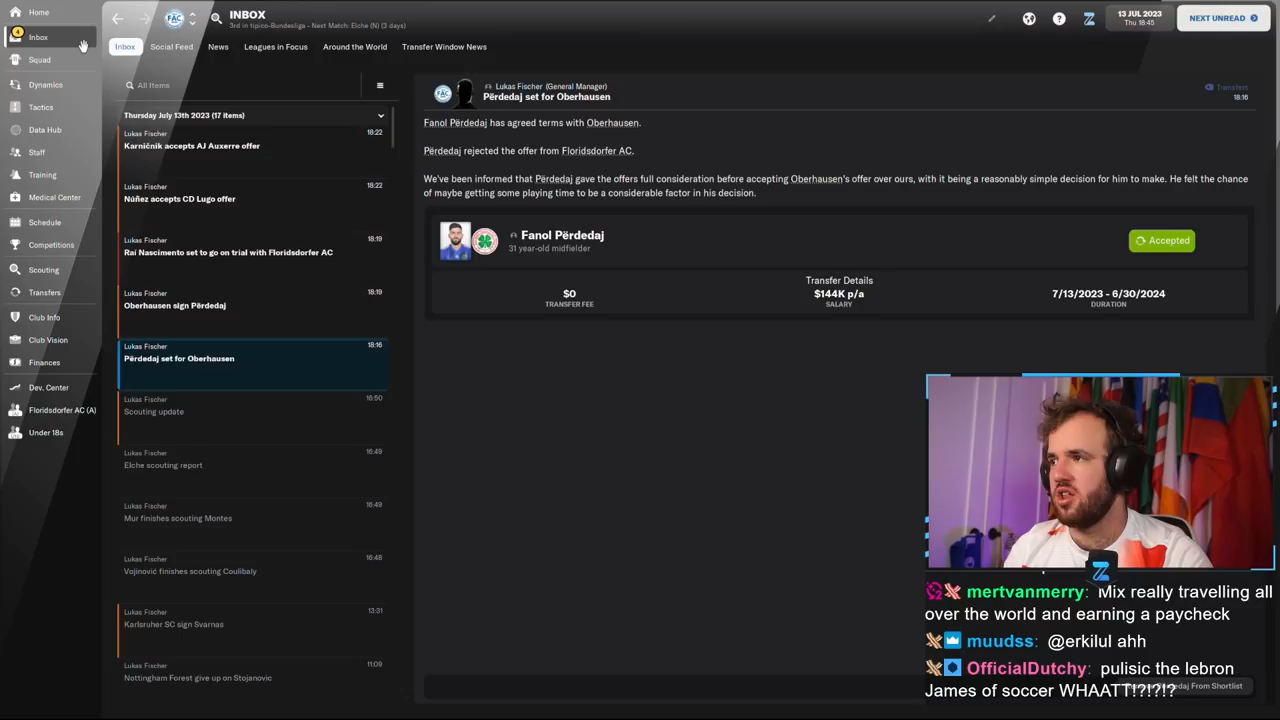 Home
4
Inbox
Squad
Dynamics
Tactics
Data Hub
Staff
Training
Medical Center
Schedule
Competitions
Scouting
Transfers
Club Info
Club Vision
Finances
Dev. Center
Floridsdorfer AC (A)
Under 18s
FAC
INBOX
3rd in tipico-Bundesliga - Next Match: Elche (N) (3 days)
13 JUL 2023
Thu 18:45
NEXT UNREAD
Inbox
Social Feed
News
Leagues in Focus
Around the World
Transfer Window News
All Items
Thursday July 13th 2023 (17 items)
Lukas Fischer 18:22
Karničnik accepts AJ Auxerre offer
Lukas Fischer 18:22
Núñez accepts CD Lugo offer
Lukas Fischer 18:19
Raí Nascimento set to go on trial with Floridsdorfer AC
Lukas Fischer 18:19
Oberhausen sign Përdedaj
Lukas Fischer 18:16
Përdedaj set for Oberhausen
Lukas Fischer 16:50
Scouting update
Lukas Fischer 16:49
Elche scouting report
Lukas Fischer 16:49
Mur finishes scouting Montes
Lukas Fischer 16:48
Vojinović finishes scouting Coulibaly
Lukas Fischer 13:31
Karlsruher SC sign Svarnas
Lukas Fischer 11:09
Nottingham Forest give up on Stojanovic
Lukas Fischer (General Manager)
Përdedaj set for Oberhausen
Transfers
18:16
Fanol Përdedaj has agreed terms with Oberhausen.
Përdedaj rejected the offer from Floridsdorfer AC.
We've been informed that Përdedaj gave the offers full consideration before accepting Oberhausen's offer over ours, with it being a reasonably simple decision for him to make. He felt the chance
of maybe getting some playing time to be a considerable factor in his decision.
Fanol Përdedaj
31 year-old midfielder
Accepted
Transfer Details
$0
TRANSFER FEE
$144K p/a
SALARY
7/13/2023 - 6/30/2024
DURATION
mertvanmerry: Mix really travelling all
over the world and earning a paycheck
muudss: @erkilul ahh
OfficialDutchy: pulisic the lebron
James of soccer WHAATT!?!?!?
From Shortlist